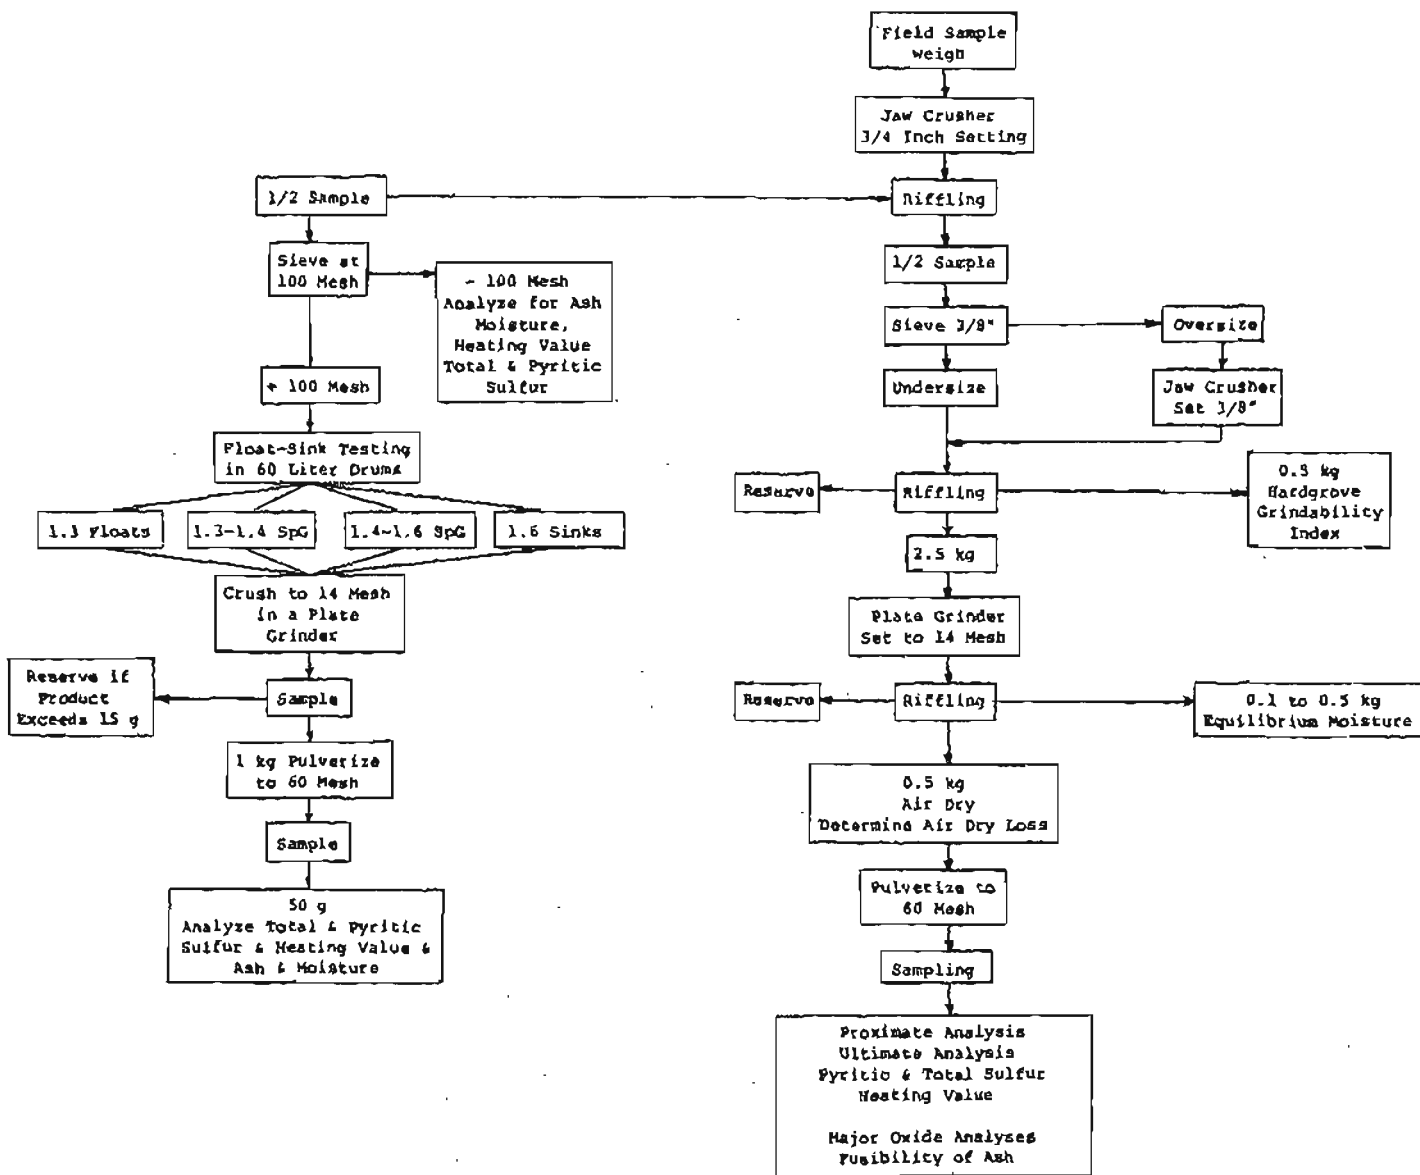 Field Sample
Weigh
Jaw Crusher
3/4 Inch Setting
1/2 Sample
Riffling
Sieve at
100 Mesh
- 100 Mesh
Analyze for Ash
Moisture,
Heating Value
Total & Pyritic
Sulfur
1/2 Sample
Sieve 3/8"
Oversize
+ 100 Mesh
Undersize
Jaw Crusher
Set 3/8"
Float-Sink Testing
in 60 Liter Drums
Reserve
Riffling
0.5 kg
Hardgrove
Grindability
Index
1.3 Floats
1.3-1.4 SpG
1.4-1.6 SpG
1.6 Sinks
2.5 kg
Crush to 14 Mesh
in a Plate
Grinder
Plate Grinder
Set to 14 Mesh
Reserve if
Product
Exceeds 15 g
Sample
Reserve
Riffling
0.1 to 0.5 kg
Equilibrium Moisture
1 kg Pulverize
to 60 Mesh
0.5 kg
Air Dry
Determine Air Dry Loss
Sample
Pulverize to
60 Mesh
50 g
Analyze Total & Pyritic
Sulfur & Heating Value &
Ash & Moisture
Sampling
Proximate Analysis
Ultimate Analysis
Pyritic & Total Sulfur
Heating Value
Major Oxide Analyses
Fusibility of Ash